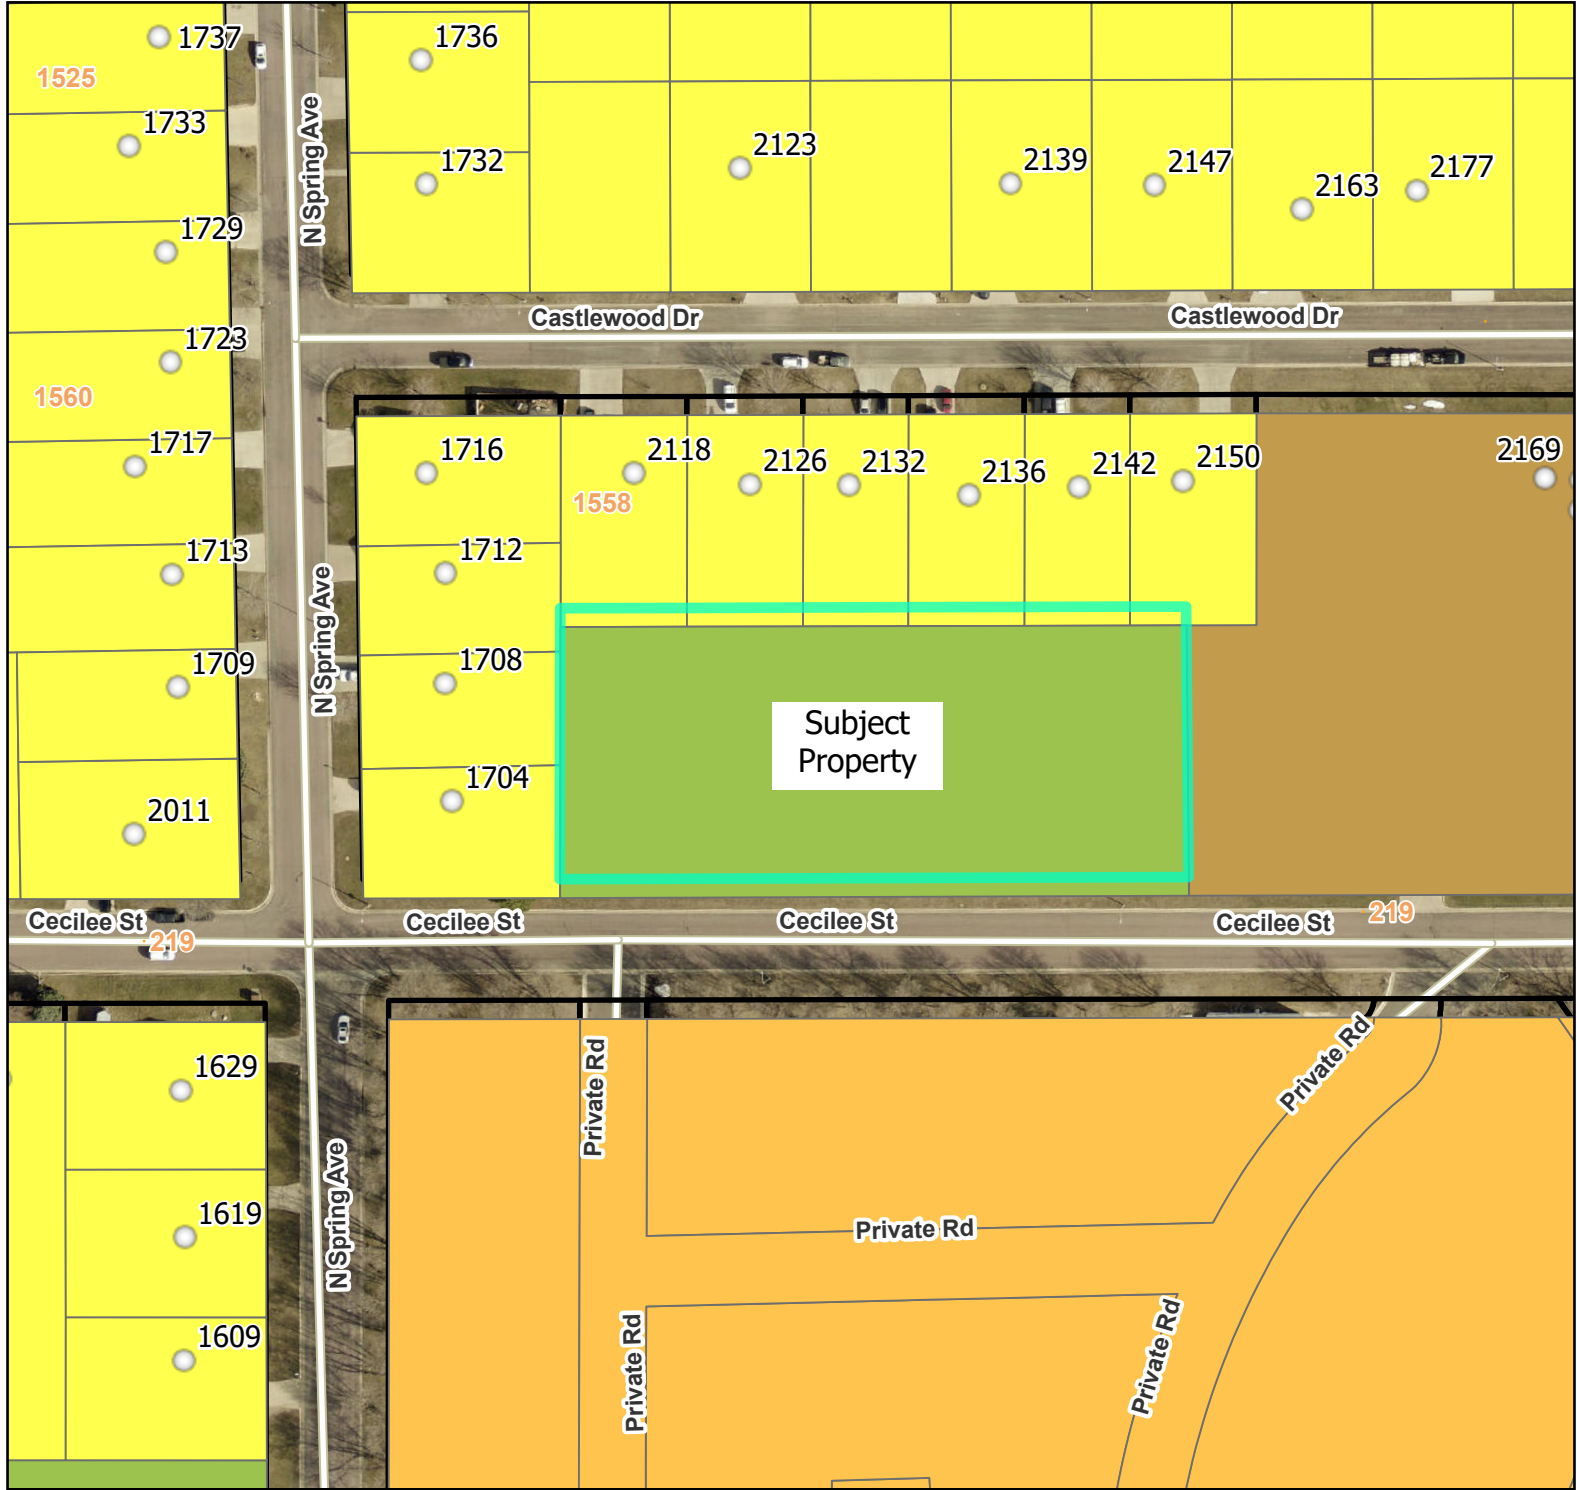 1737
1736
1525
1733
N Spring Ave
2123
1732
2139
2147
2163
2177
1729
Castlewood Dr
Castlewood Dr
1723
1560
1717
1716
2118
2126
2132
2136
2142
2150
2169
1558
1713
1712
N Spring Ave
1709
1708
Subject
Property
1704
2011
Cecilee St
219
Cecilee St
Cecilee St
Cecilee St
219
1629
Private Rd
Private Rd
1619
N Spring Ave
Private Rd
1609
Private Rd
Private Rd